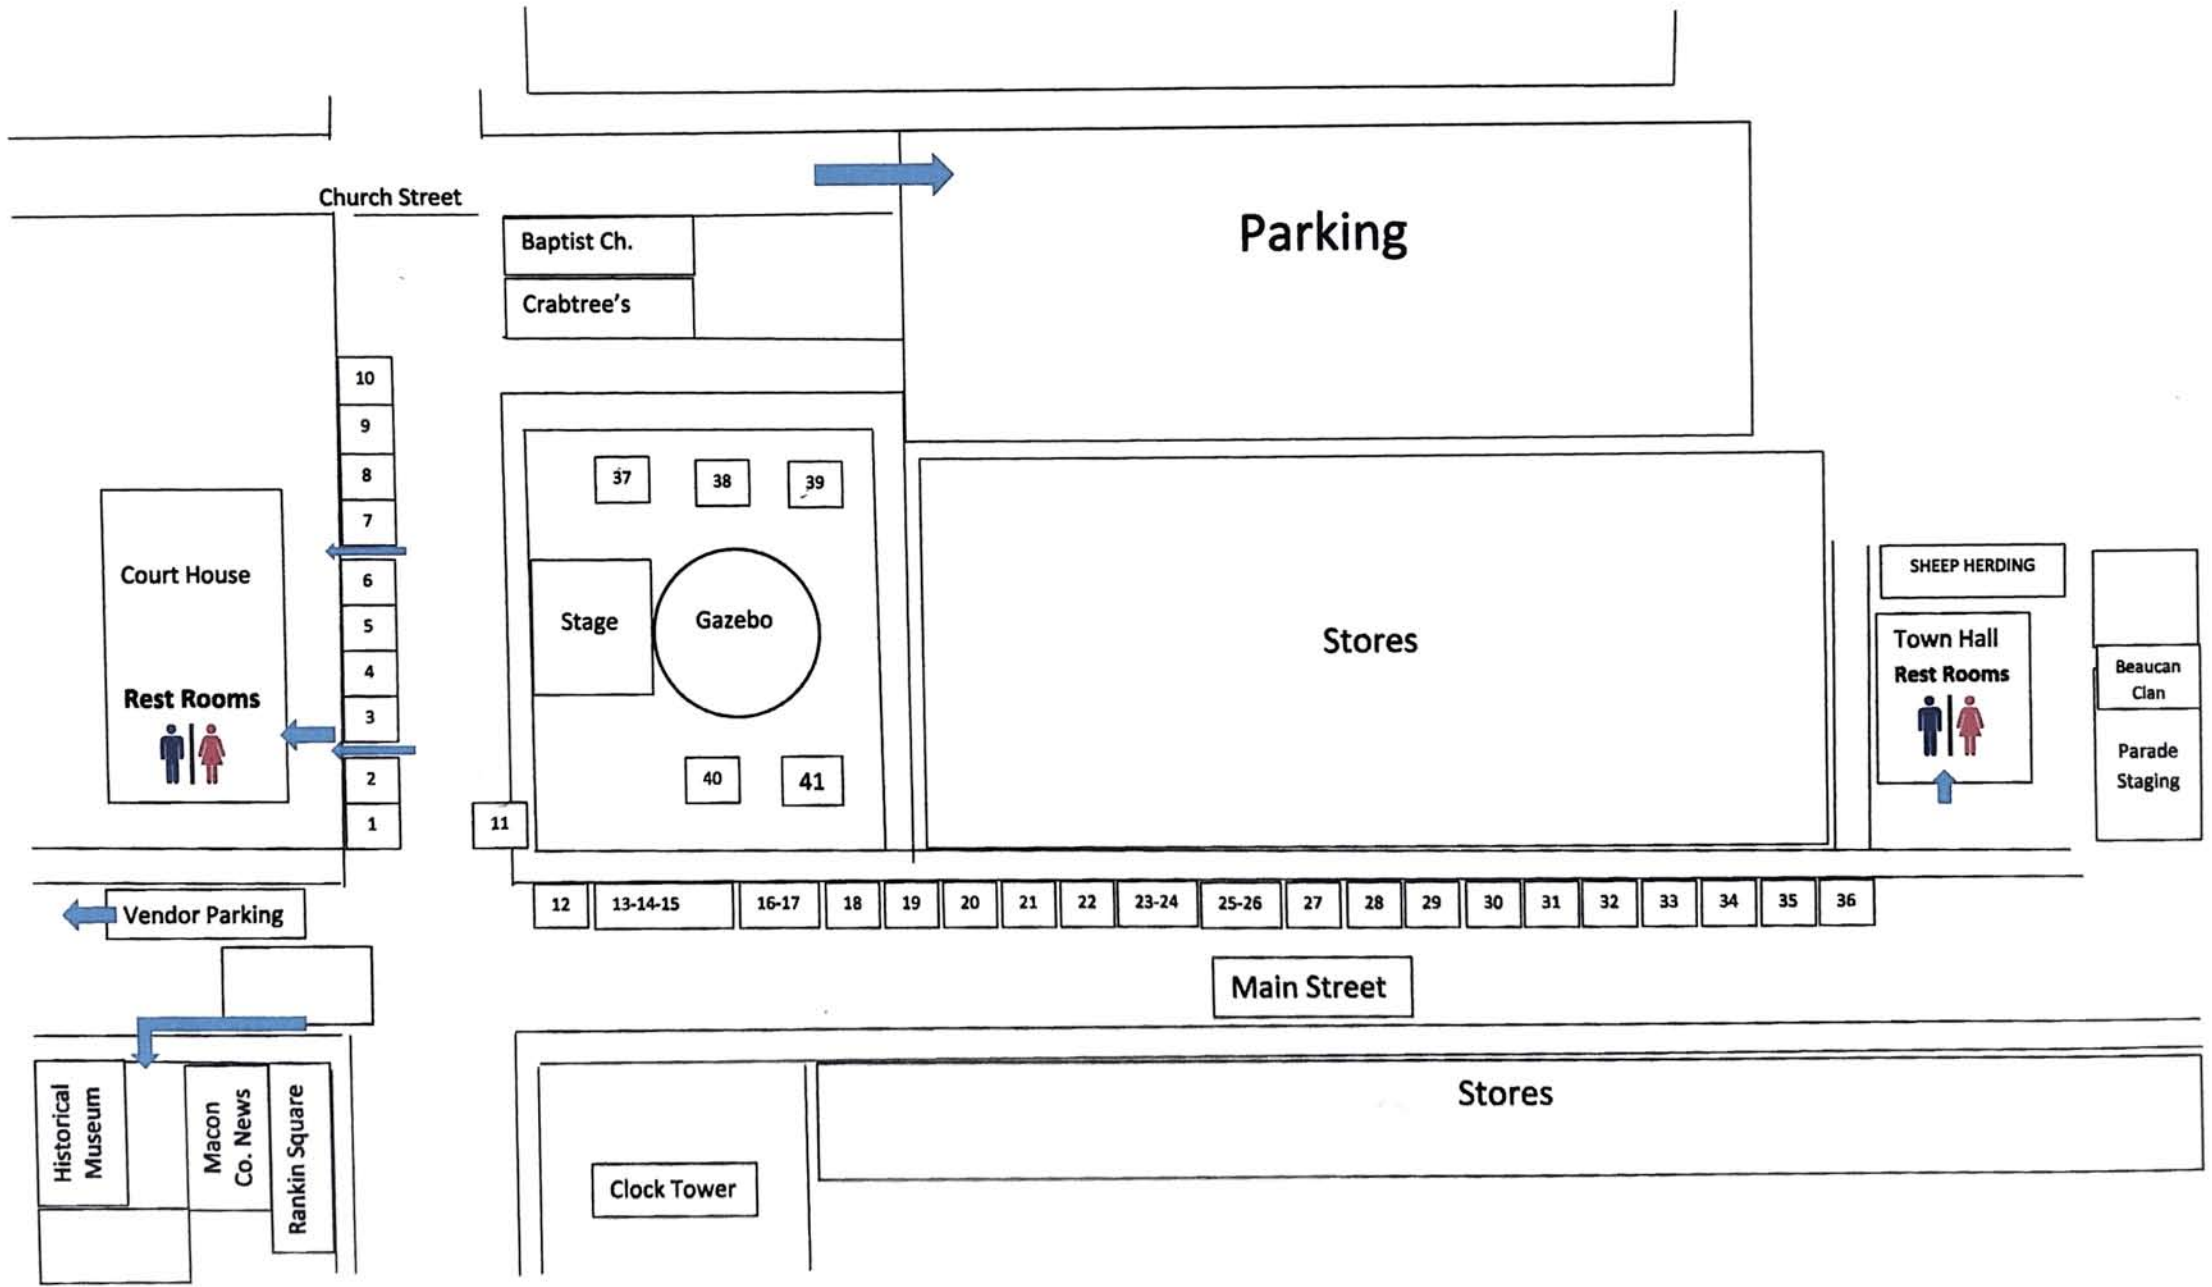 Church Street
Baptist Ch.
Crabtree's
Parking
10
9
8
7
6
5
4
3
2
1
Court House
Rest Rooms
37
38
39
Stage
Gazebo
40
41
11
Stores
SHEEP HERDING
Town Hall
Rest Rooms
Beaucan
Clan
Parade
Staging
Vendor Parking
12
13-14-15
16-17
18
19
20
21
22
23-24
25-26
27
28
29
30
31
32
33
34
35
36
Main Street
Historical
Museum
Macon
Co. News
Rankin Square
Clock Tower
Stores